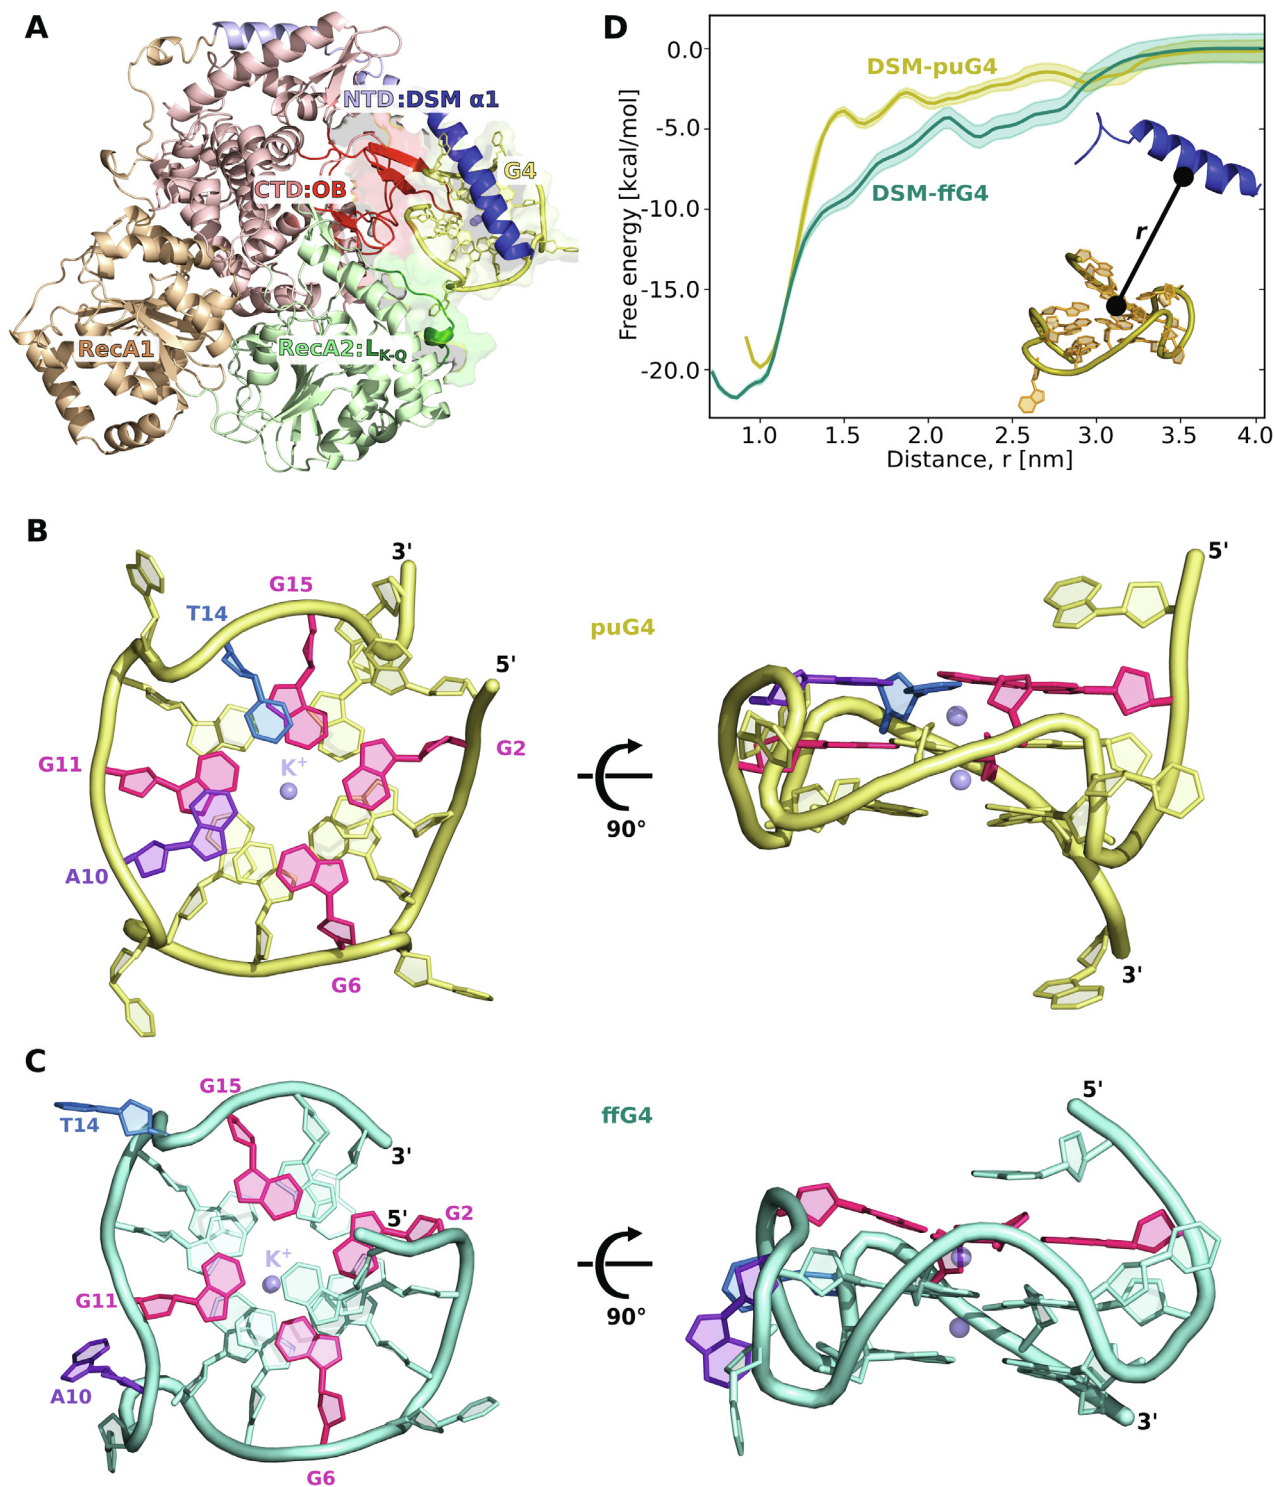 A
NTD:DSM α1
CTD:OB
G4
RecA1
RecA2:L_K-Q
D
Free energy [kcal/mol]
0.0
-5.0
-10.0
-15.0
-20.0
DSM-puG4
DSM-ffG4
r
1.0 1.5 2.0 2.5 3.0 3.5 4.0
Distance, r [nm]
B
3'
G15
T14
5'
G2
G11
K⁺
A10
G6
puG4
90°
5'
3'
C
G15
T14
3'
5'
G2
K⁺
G11
A10
G6
ffG4
90°
5'
3'